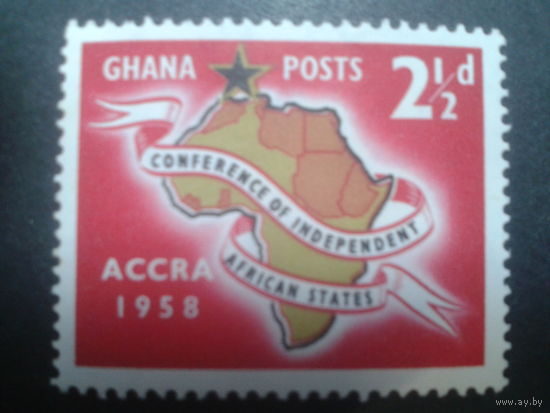 GHANA POSTS 2½d
CONFERENCE OF INDEPENDENT
AFRICAN STATES
ACCRA
1958
www.ay.by